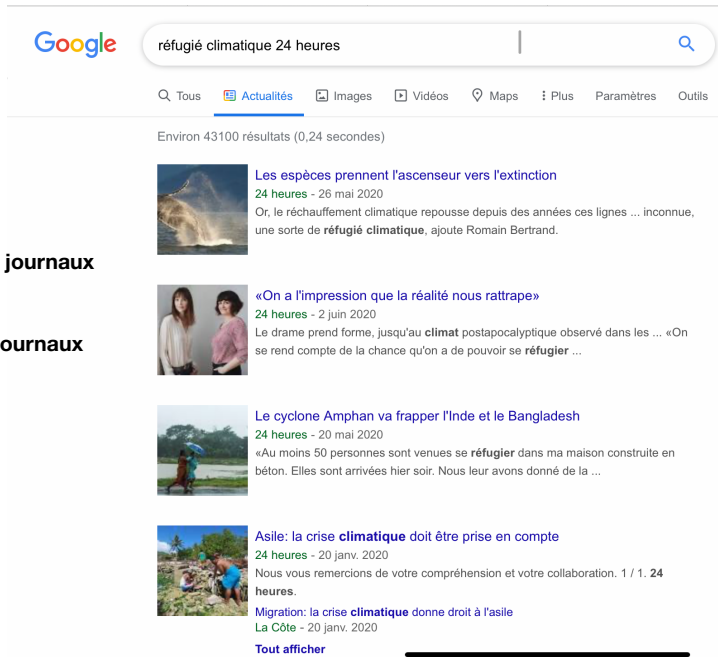 Google
réfugié climatique 24 heures
Tous Actualités Images Vidéos Maps Plus Paramètres Outils
Environ 43100 résultats (0,24 secondes)
Les espèces prennent l'ascenseur vers l'extinction
24 heures - 26 mai 2020
Or, le réchauffement climatique repousse depuis des années ces lignes ... inconnue,
une sorte de réfugié climatique, ajoute Romain Bertrand.
journaux
«On a l'impression que la réalité nous rattrape»
24 heures - 2 juin 2020
Le drame prend forme, jusqu'au climat postapocalyptique observé dans les ... «On
ournaux
se rend compte de la chance qu'on a de pouvoir se réfugier ...
Le cyclone Amphan va frapper l'Inde et le Bangladesh
24 heures - 20 mai 2020
«Au moins 50 personnes sont venues se réfugier dans ma maison construite en
béton. Elles sont arrivées hier soir. Nous leur avons donné de la ...
Asile: la crise climatique doit être prise en compte
24 heures - 20 janv. 2020
Nous vous remercions de votre compréhension et votre collaboration. 1 / 1. 24
heures.
Migration: la crise climatique donne droit à l'asile
La Côte - 20 janv. 2020
Tout afficher